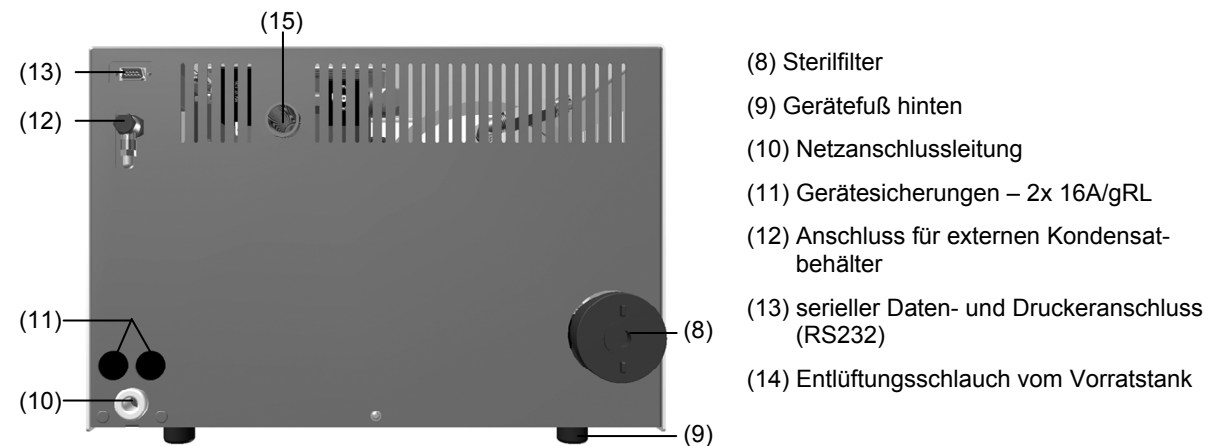 (15)
(13)
(12)
(11)
(10)
(8)
(9)
(8) Sterilfilter
(9) Gerätefuß hinten
(10) Netzanschlussleitung
(11) Gerätesicherungen – 2x 16A/gRL
(12) Anschluss für externen Kondensat-
behälter
(13) serieller Daten- und Druckeranschluss
(RS232)
(14) Entlüftungsschlauch vom Vorratstank